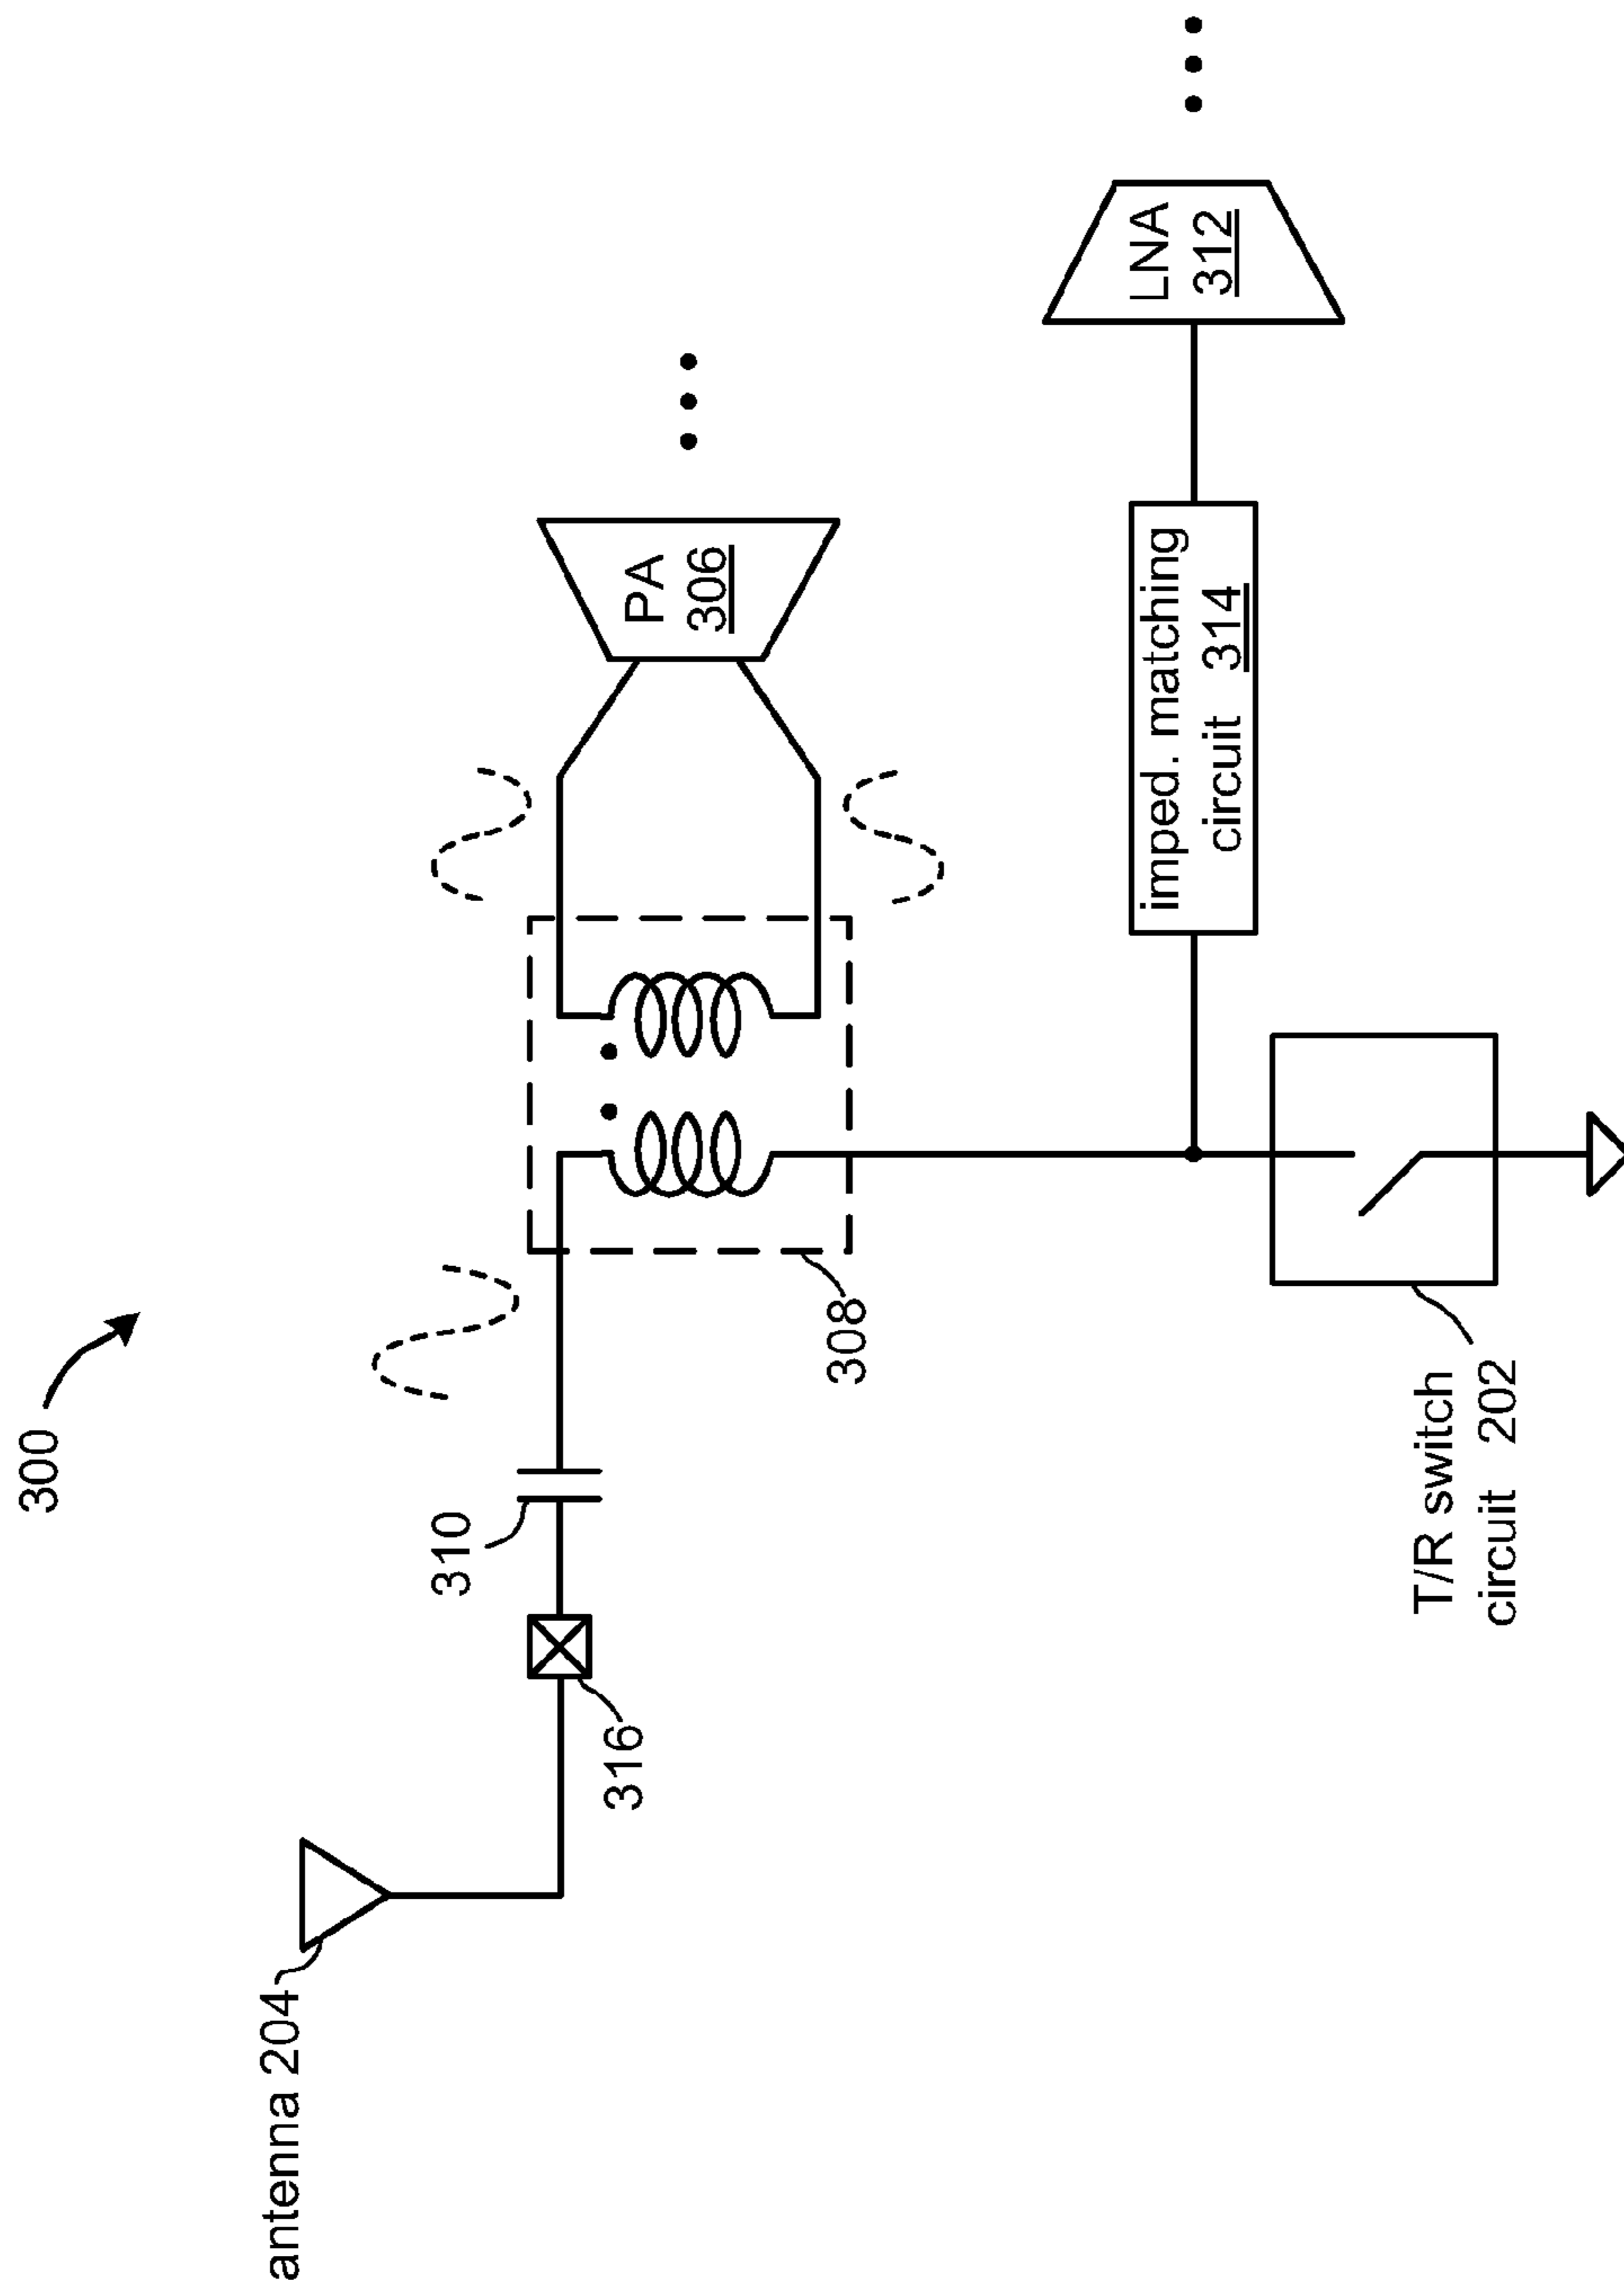 300
antenna 204
316
310
308
PA
306
LNA
312
imped. matching
circuit 314
T/R switch
circuit 202